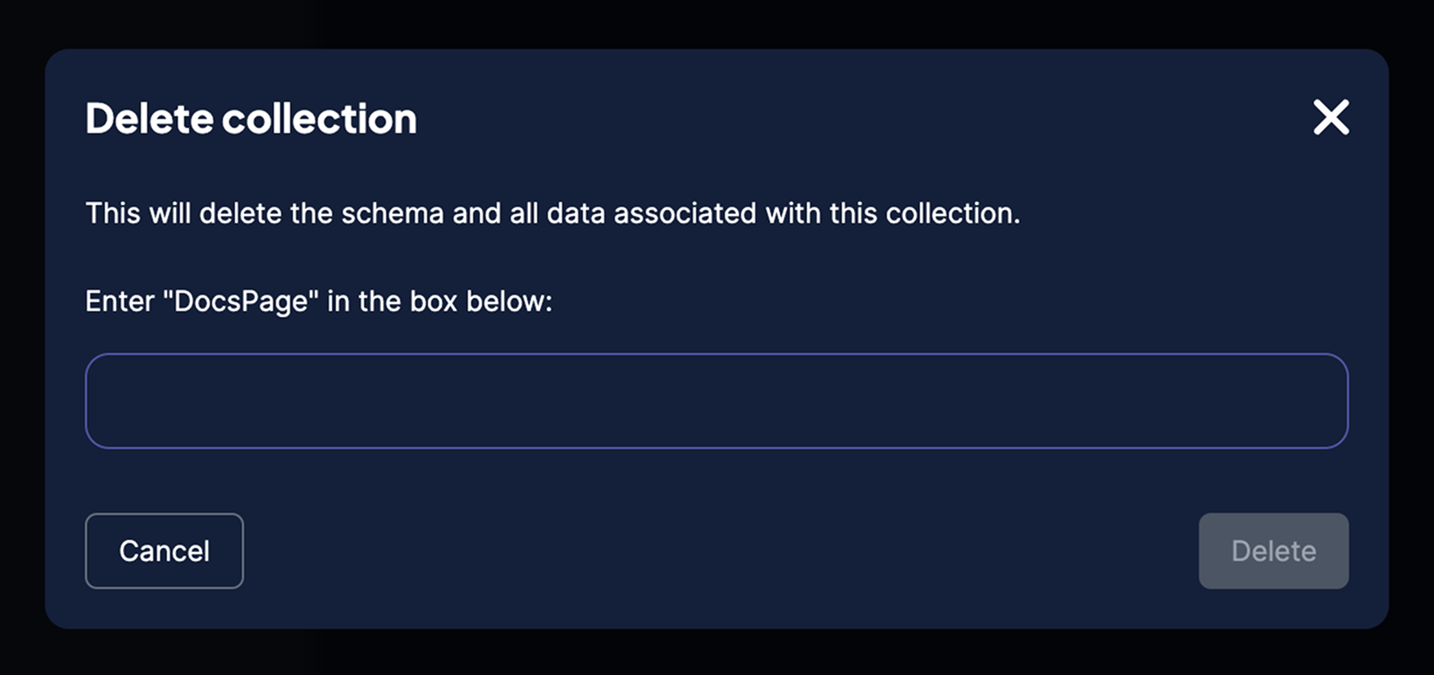 Delete collection
This will delete the schema and all data associated with this collection.
Enter "DocsPage" in the box below:
Cancel
Delete